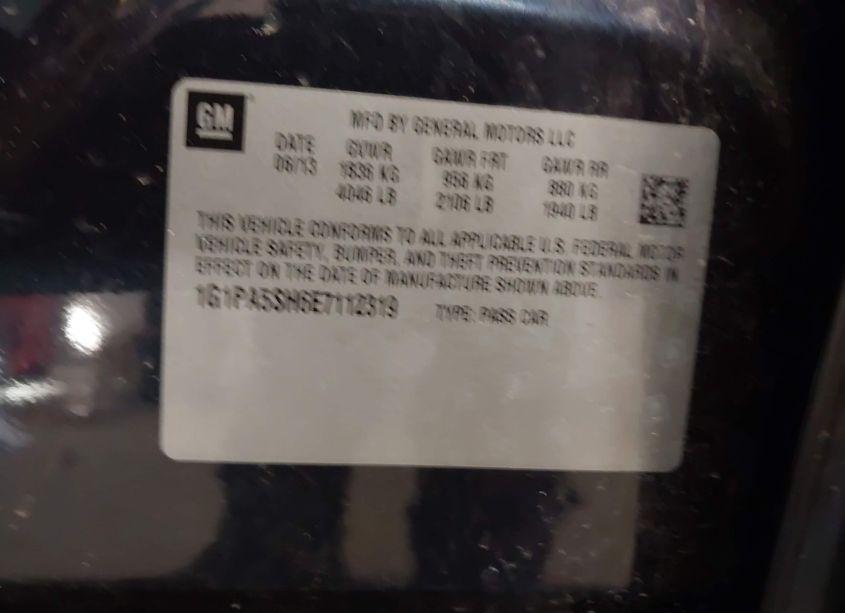 GM
MFD BY GENERAL MOTORS LLC
DATE GVWR GAWR FRT GAWR RR
06/13 1836 KG 956 KG 880 KG
4046 LB 2106 LB 1940 LB
THIS VEHICLE CONFORMS TO ALL APPLICABLE U.S. FEDERAL MOTOR
VEHICLE SAFETY, BUMPER, AND THEFT PREVENTION STANDARDS IN
EFFECT ON THE DATE OF MANUFACTURE SHOWN ABOVE.
1G1PA5SH6E7112319 TYPE: PASS CAR